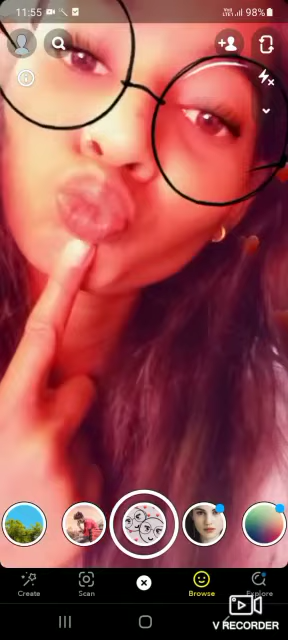 11:55
98%
Create
Scan
Browse
Explore
V RECORDER